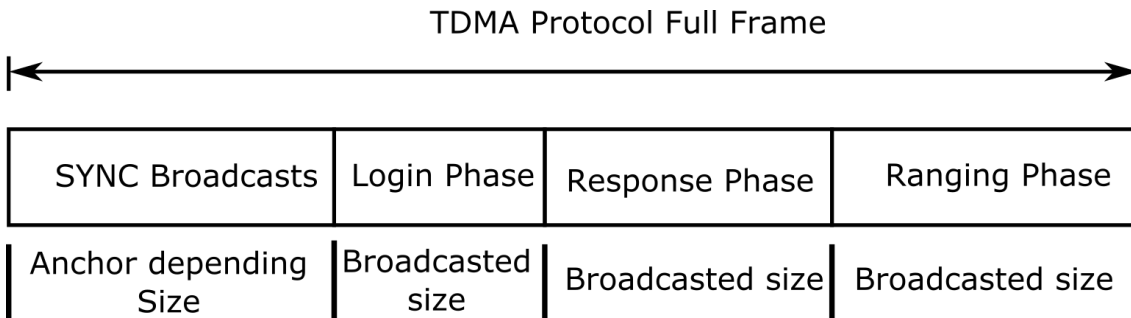 TDMA Protocol Full Frame
SYNC Broadcasts
Login Phase
Response Phase
Ranging Phase
Anchor depending
Size
Broadcasted
size
Broadcasted size
Broadcasted size